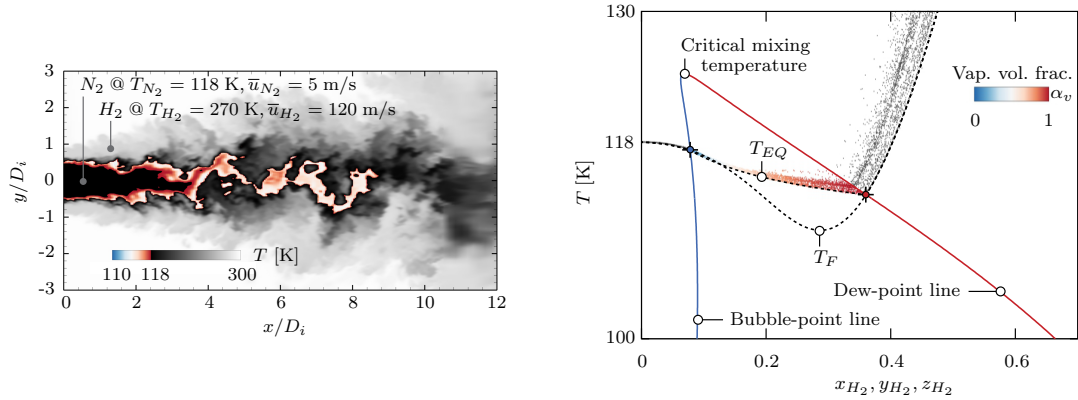 3
2
1
0
-1
-2
-3
y/D_i
N_2 @ T_{N_2} = 118 K, \overline{u}_{N_2} = 5 m/s
H_2 @ T_{H_2} = 270 K, \overline{u}_{H_2} = 120 m/s
T [K]
110 118 300
0 2 4 6 8 10 12
x/D_i
130
118
100
T [K]
Critical mixing
temperature
Vap. vol. frac.
α_v
0 1
T_{EQ}
T_F
Dew-point line
Bubble-point line
0 0.2 0.4 0.6
x_{H_2}, y_{H_2}, z_{H_2}